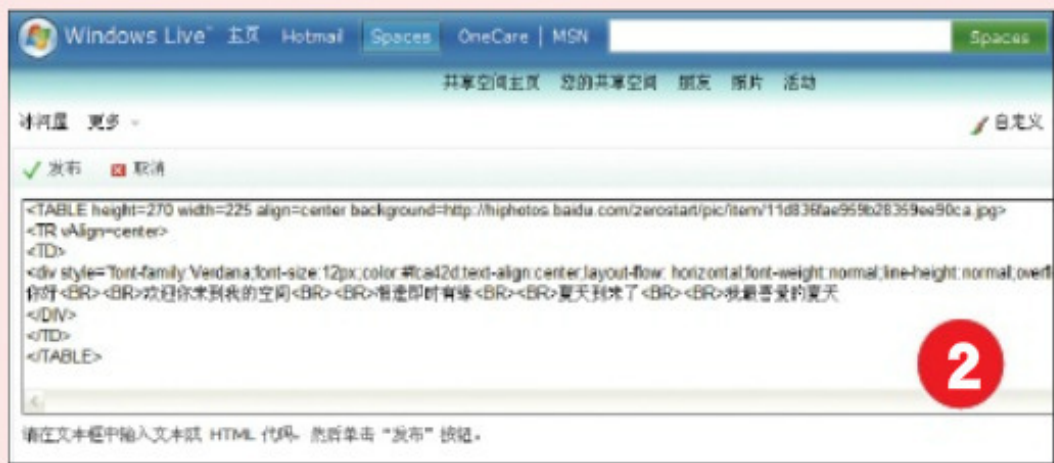 Windows Live™ 主页 Hotmail Spaces OneCare | MSN Spaces
共享空间主页 您的共享空间 朋友 照片 活动
冰河屋 更多
自定义
发布 取消
<TABLE height=270 width=225 align=center background=http://hiphotos.baidu.com/zerostart/pic/item/11d836fae959b28359ee90ca.jpg>
<TR vAlign=center>
<TD>
<div style="font-family:Verdana;font-size:12px;color:#fca42d;text-align:center;layout-flow: horizontal;font-weight:normal;line-height:normal;overfl
你好<BR><BR>欢迎你来到我的空间<BR><BR>相逢即时有缘<BR><BR>夏天到来了<BR><BR>我最喜爱的夏天
</DIV>
</TD>
</TABLE>
2
请在文本框中输入文本或 HTML 代码。然后单击“发布”按钮。